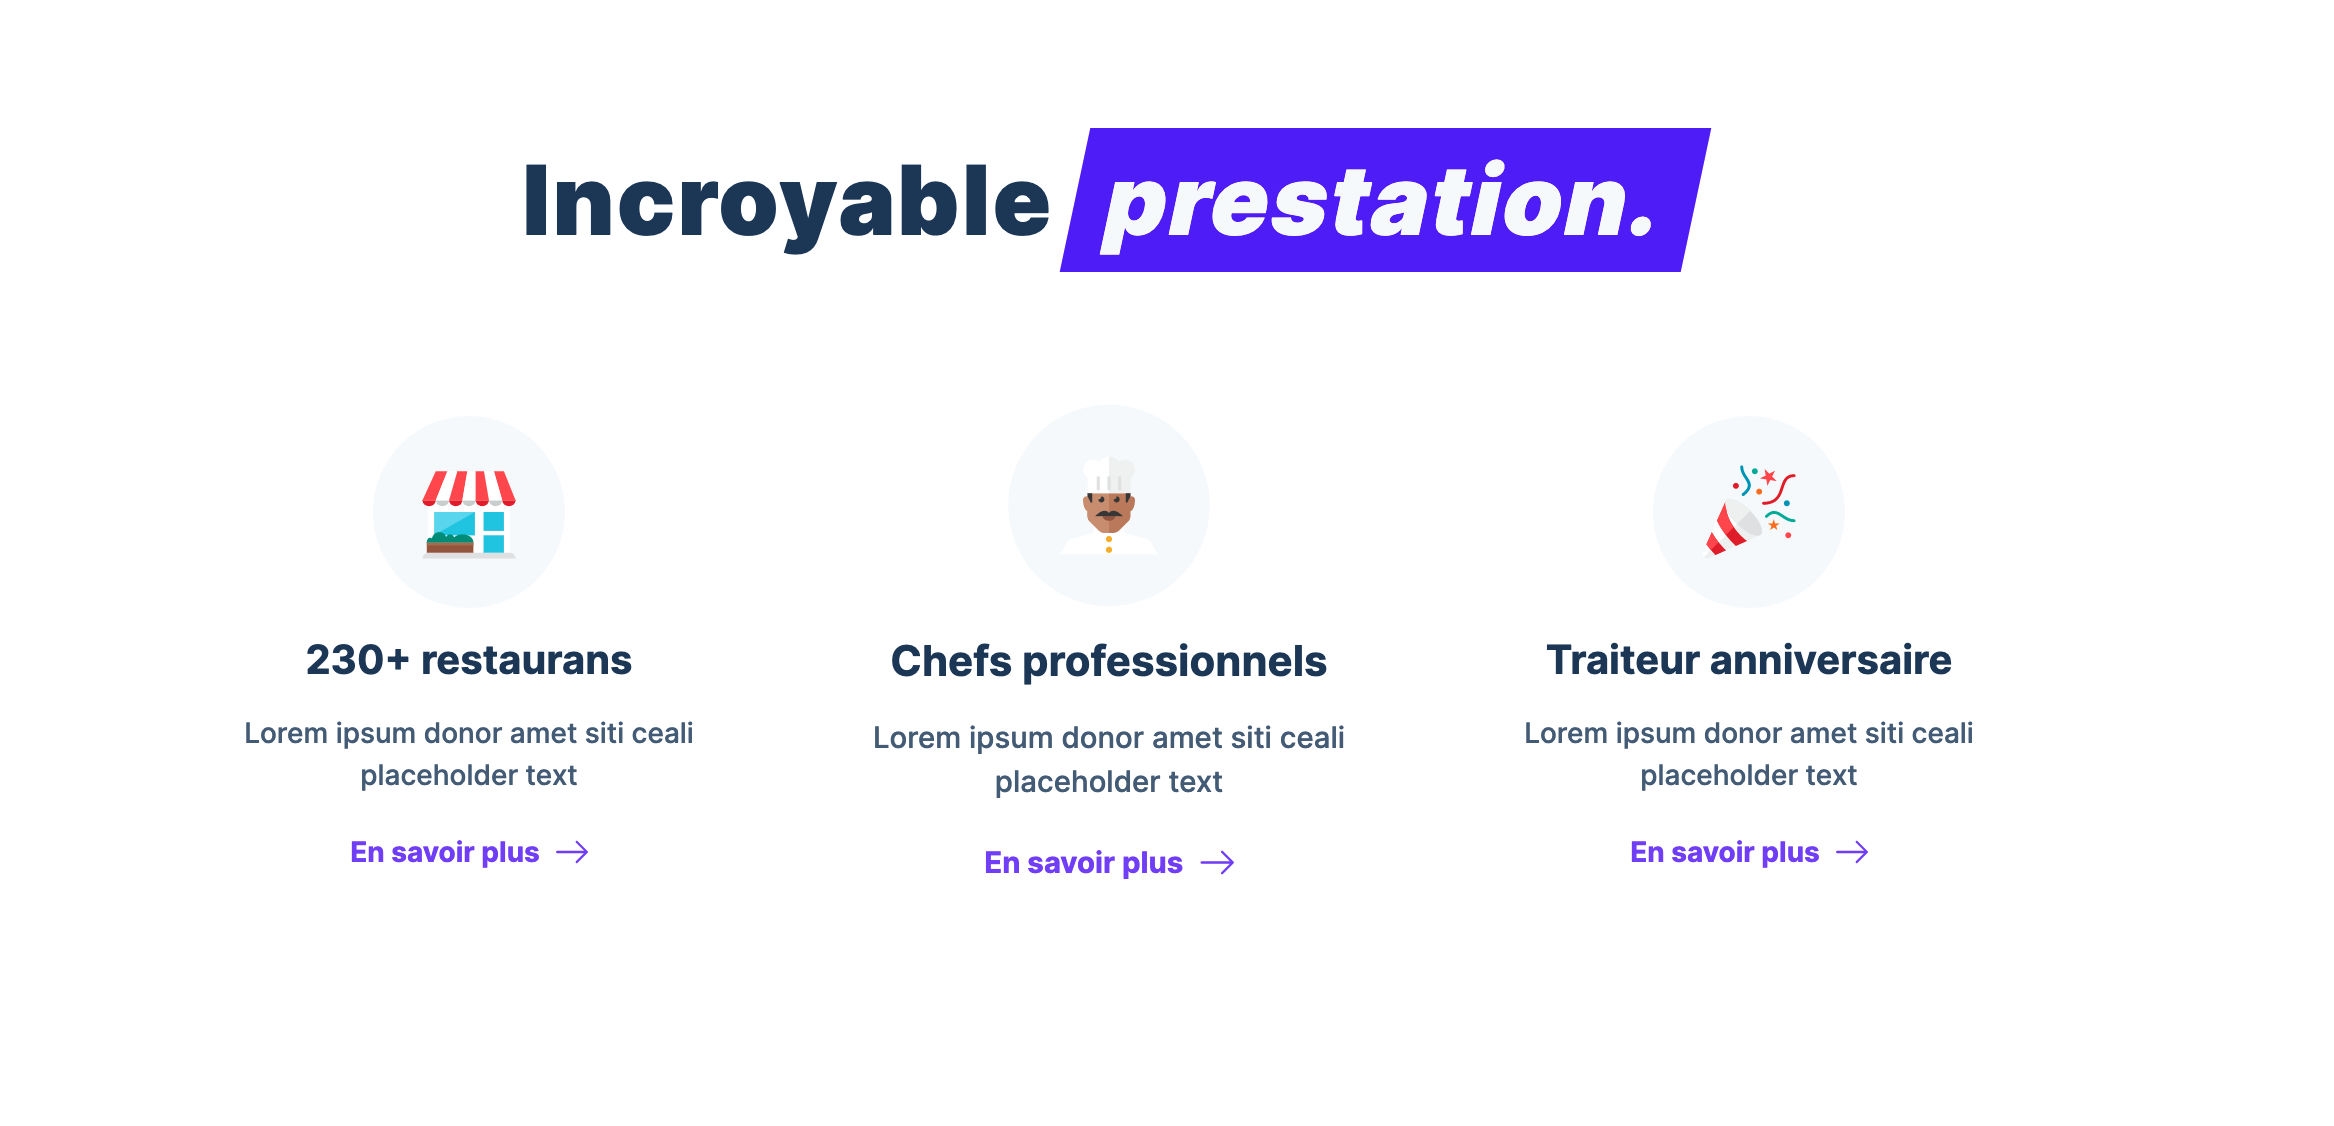 Incroyable prestation.
230+ restaurans
Lorem ipsum donor amet siti ceali
placeholder text
En savoir plus
Chefs professionnels
Lorem ipsum donor amet siti ceali
placeholder text
En savoir plus
Traiteur anniversaire
Lorem ipsum donor amet siti ceali
placeholder text
En savoir plus